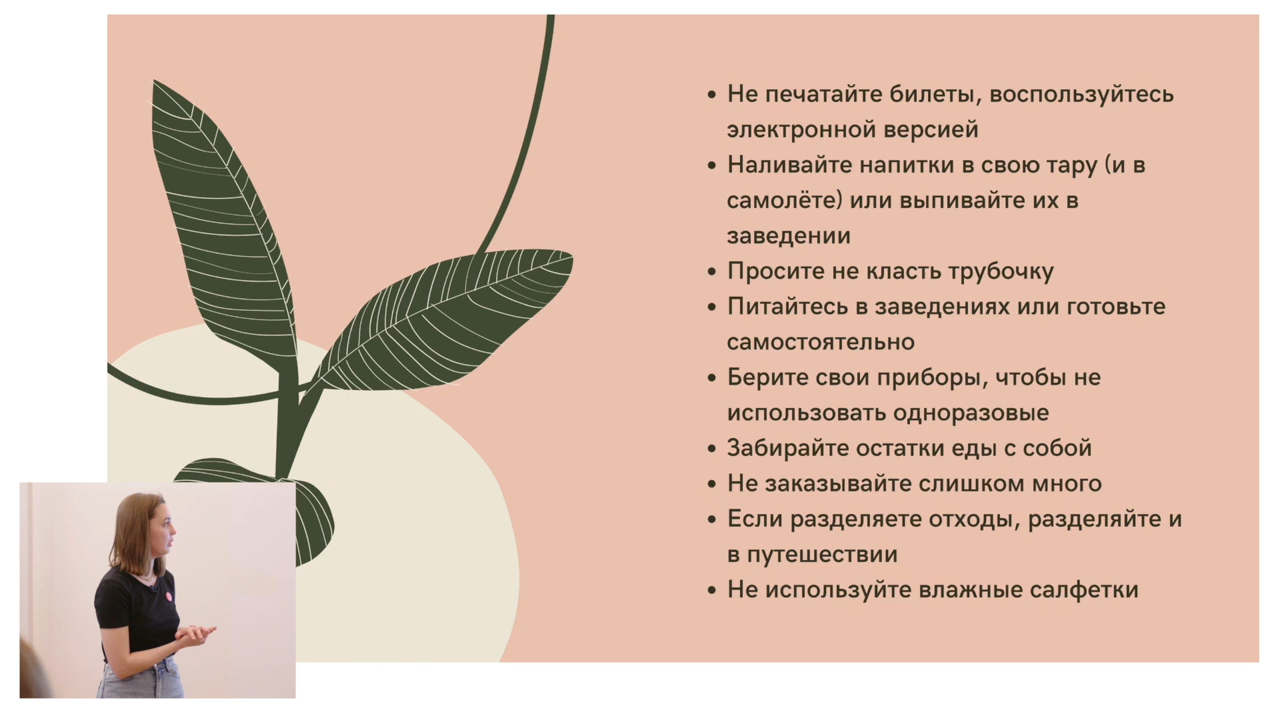 • Не печатайте билеты, воспользуйтесь
электронной версией
• Наливайте напитки в свою тару (и в
самолёте) или выпивайте их в
заведении
• Просите не класть трубочку
• Питайтесь в заведениях или готовьте
самостоятельно
• Берите свои приборы, чтобы не
использовать одноразовые
• Забирайте остатки еды с собой
• Не заказывайте слишком много
• Если разделяете отходы, разделяйте и
в путешествии
• Не используйте влажные салфетки